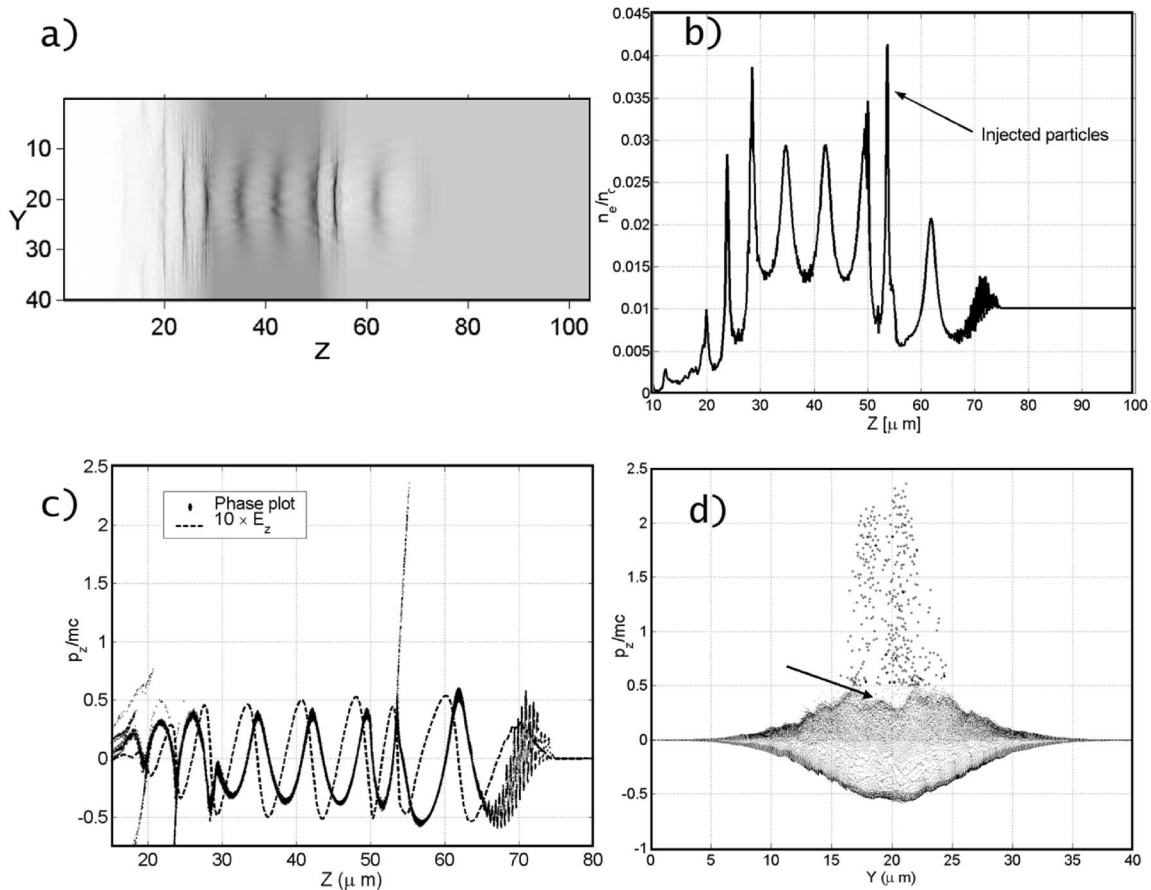 a)
Y
10
20
30
40
20 40 60 80 100
Z
b)
0.045
0.04
0.035
0.03
0.025
0.02
0.015
0.01
0.005
0
n_e/n_c
Injected particles
10 20 30 40 50 60 70 80 90 100
Z [μ m]
c)
2.5
2
1.5
1
0.5
0
-0.5
p_z/mc
Phase plot
10 × E_z
20 30 40 50 60 70 80
Z (μ m)
d)
2.5
2
1.5
1
0.5
0
-0.5
-1
p_z/mc
0 5 10 15 20 25 30 35 40
Y (μ m)